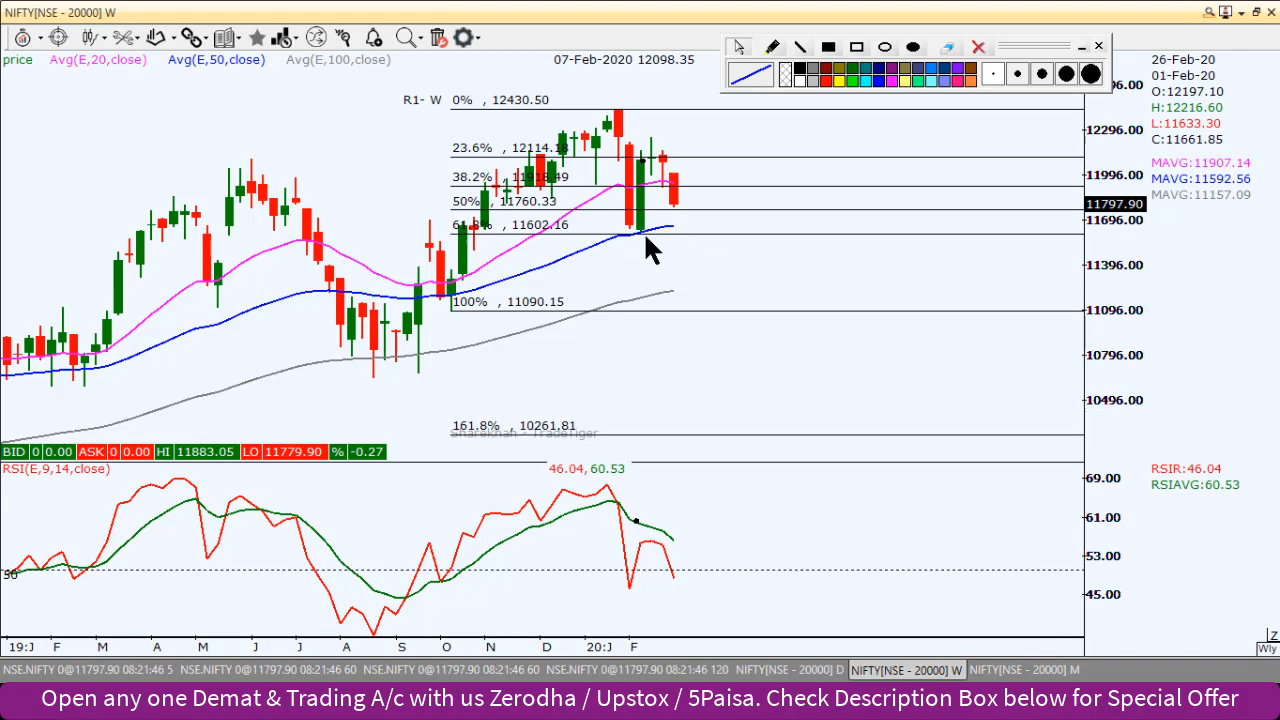 NIFTY[NSE - 20000] W
price Avg(E,20,close) Avg(E,50,close) Avg(E,100,close) 07-Feb-2020 12098.35
26-Feb-20
01-Feb-20
O:12197.10
H:12216.60
L:11633.30
C:11661.85
MAVG:11907.14
MAVG:11592.56
MAVG:11157.09
R1- W 0% , 12430.50
23.6% , 12114.18
38.2% , 11918.49
50% , 11760.33
61.8% , 11602.16
100% , 11090.15
161.8% , 10261.81
Sharekhan - TradeTiger
12296.00
11996.00
11797.90
11696.00
11396.00
11096.00
10796.00
10496.00
BID 0 0.00 ASK 0 0.00 HI 11883.05 LO 11779.90 % -0.27
RSI(E,9,14,close) 46.04, 60.53
RSIR:46.04
RSIAVG:60.53
69.00
61.00
53.00
45.00
50
19:J F M A M J J A S O N D 20:J F
Z
Wly
NSE.NIFTY 0@11797.90 08:21:46 5 NSE.NIFTY 0@11797.90 08:21:46 60 NSE.NIFTY 0@11797.90 08:21:46 60 NSE.NIFTY 0@11797.90 08:21:46 120 NIFTY[NSE - 20000] D NIFTY[NSE - 20000] W NIFTY[NSE - 20000] M
Open any one Demat & Trading A/c with us Zerodha / Upstox / 5Paisa. Check Description Box below for Special Offer